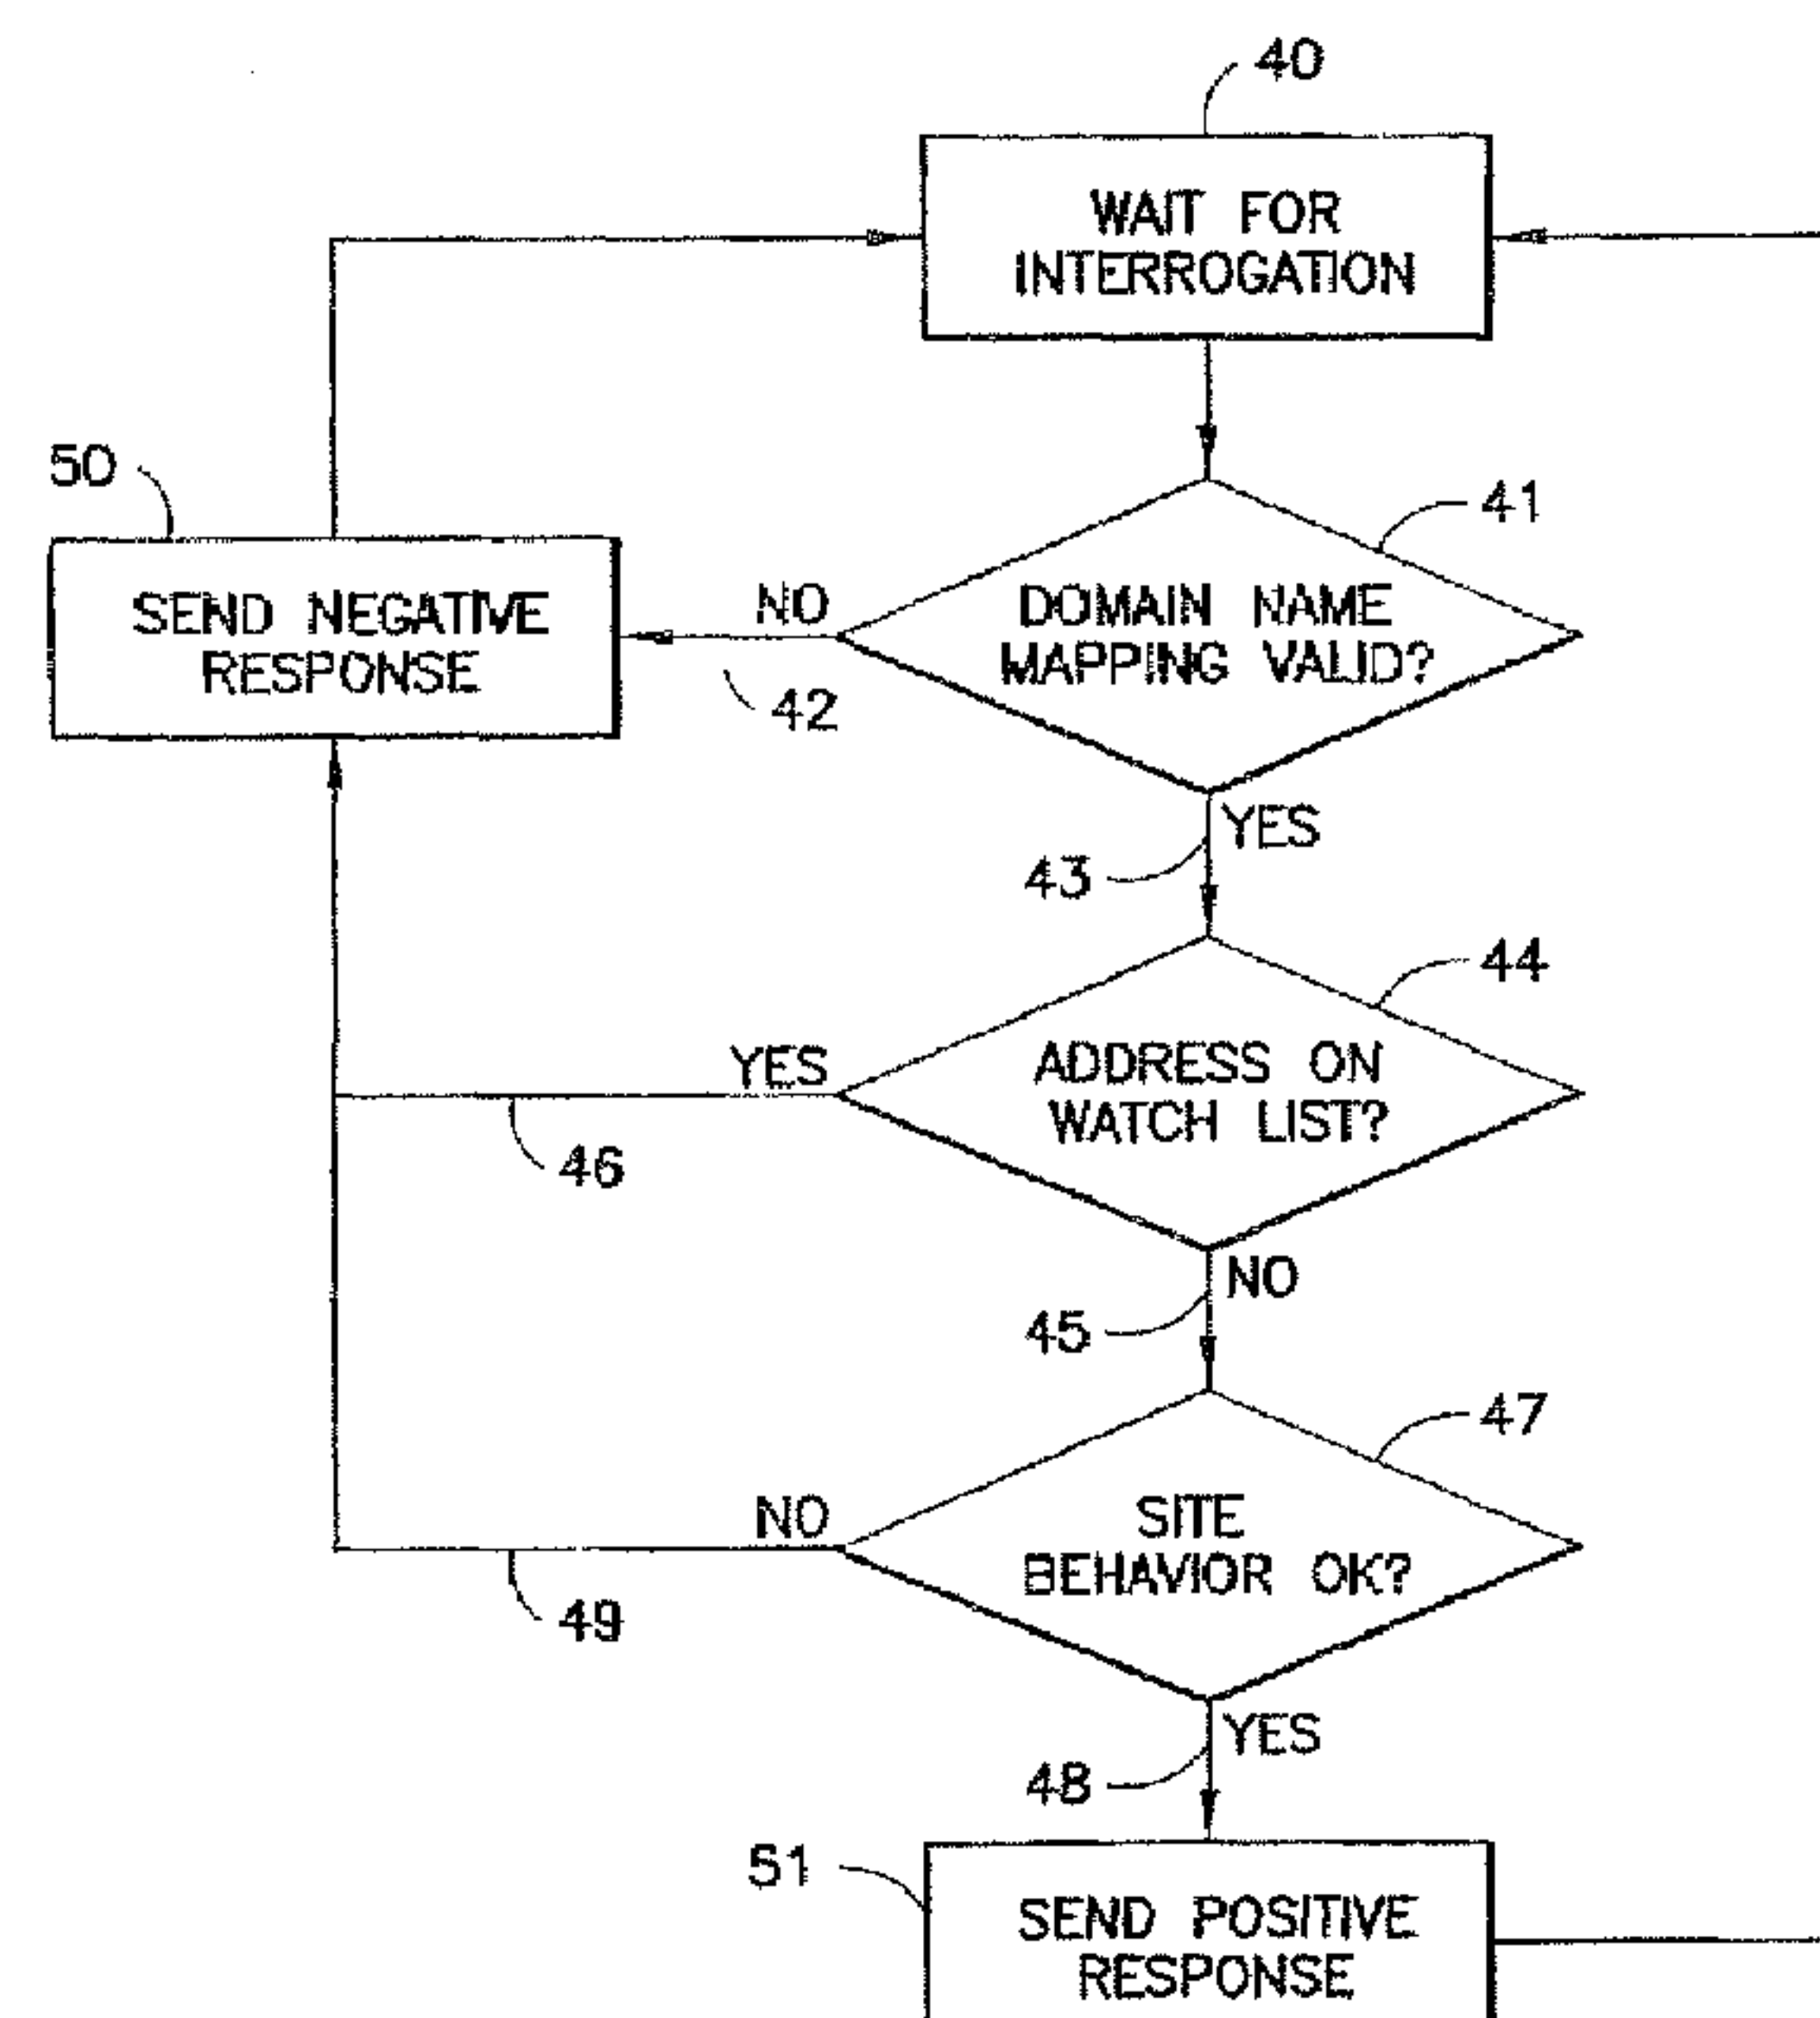 40
WAIT FOR
INTERROGATION
50
41
SEND NEGATIVE
RESPONSE
NO
DOMAIN NAME
MAPPING VALID?
42
YES
43
44
YES
ADDRESS ON
WATCH LIST?
46
NO
45
47
NO
SITE
BEHAVIOR OK?
49
YES
48
51
SEND POSITIVE
RESPONSE